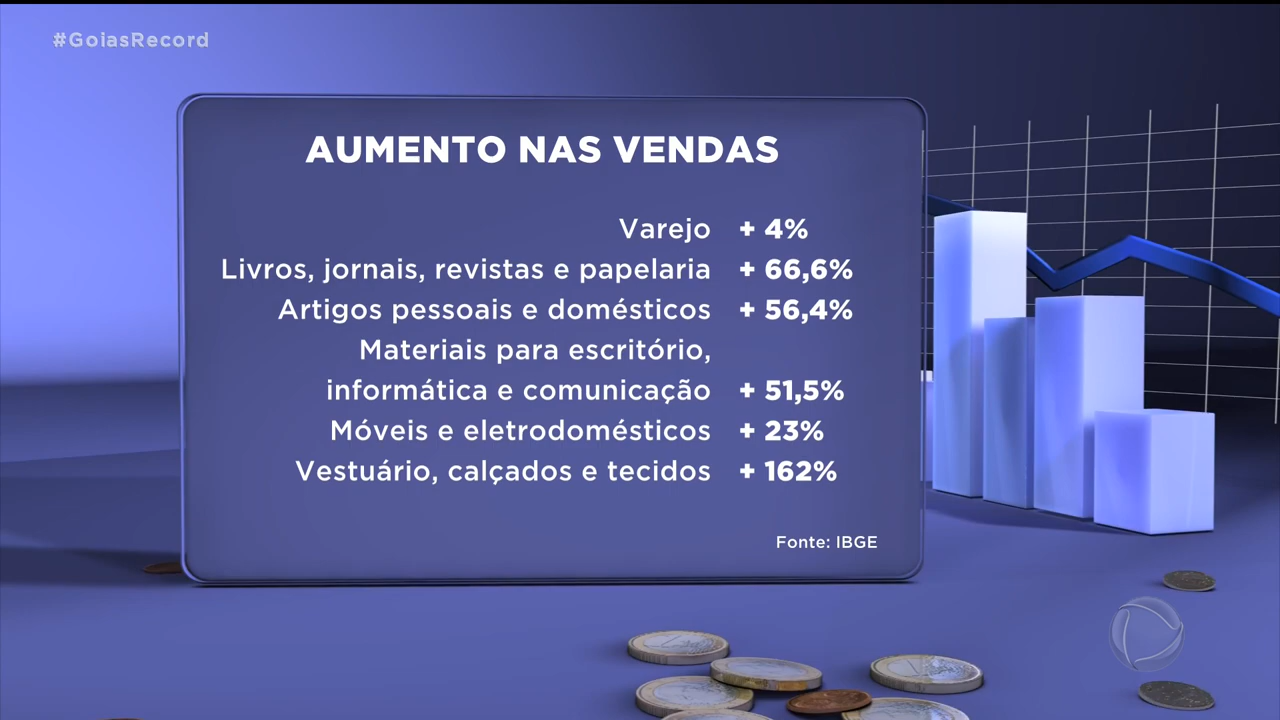 #GoiasRecord
AUMENTO NAS VENDAS
Varejo + 4%
Livros, jornais, revistas e papelaria + 66,6%
Artigos pessoais e domésticos + 56,4%
Materiais para escritório,
informática e comunicação + 51,5%
Móveis e eletrodomésticos + 23%
Vestuário, calçados e tecidos + 162%
Fonte: IBGE